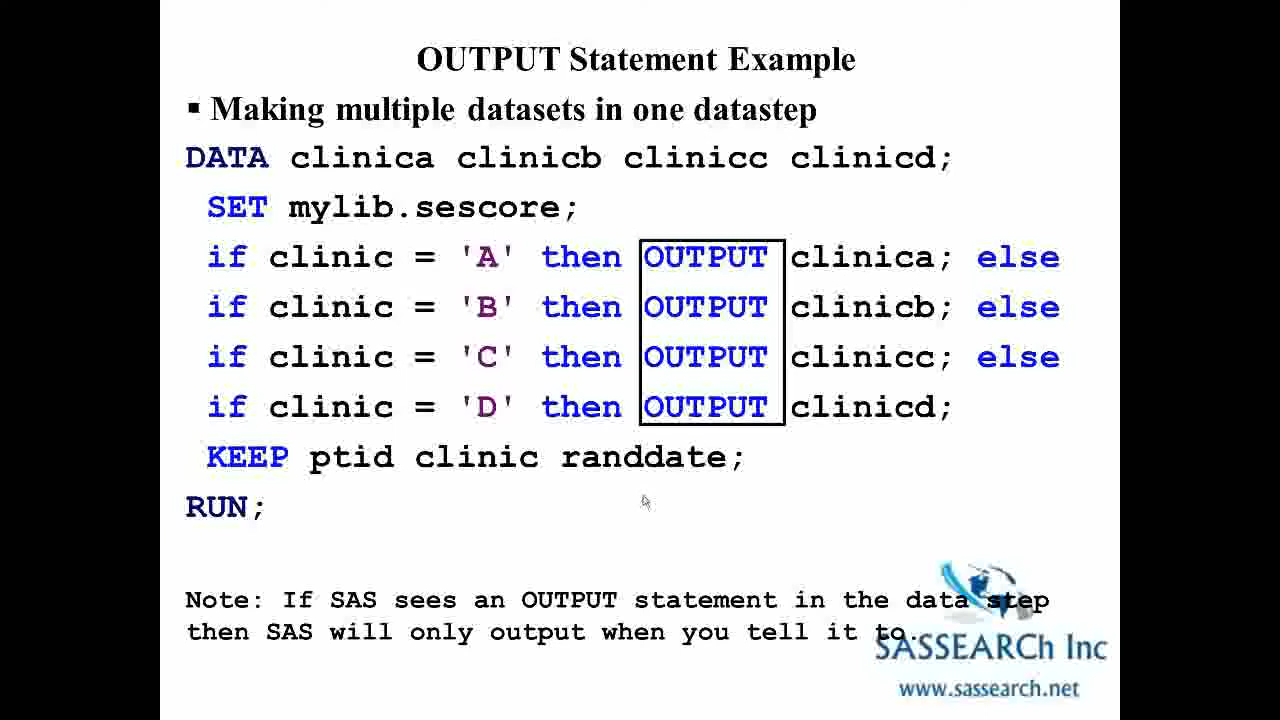 OUTPUT Statement Example
▪ Making multiple datasets in one datastep
DATA clinica clinicb clinicc clinicd;
SET mylib.sescore;
if clinic = 'A' then OUTPUT clinica; else
if clinic = 'B' then OUTPUT clinicb; else
if clinic = 'C' then OUTPUT clinicc; else
if clinic = 'D' then OUTPUT clinicd;
KEEP ptid clinic randdate;
RUN;
Note: If SAS sees an OUTPUT statement in the data step
then SAS will only output when you tell it to.
SASSEARCh Inc
www.sassearch.net